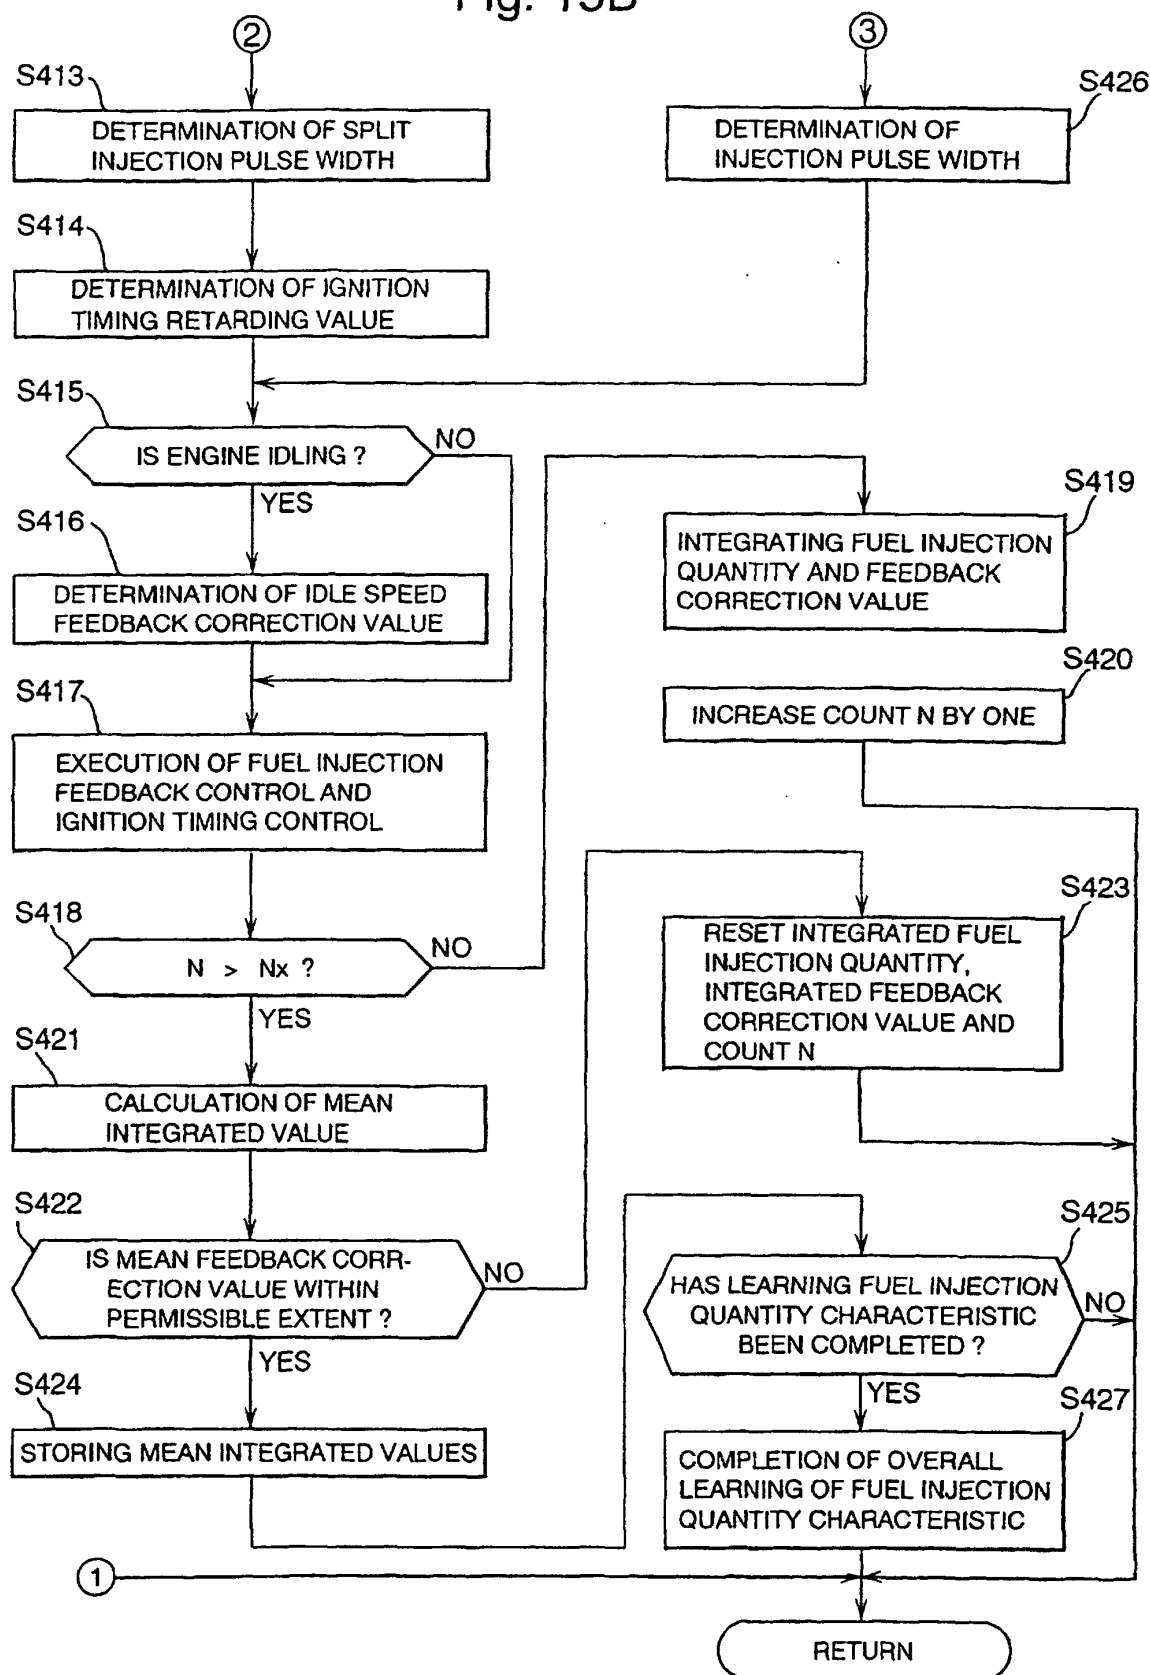 Fig. 15B
2
3
S413
DETERMINATION OF SPLIT
INJECTION PULSE WIDTH
S426
DETERMINATION OF
INJECTION PULSE WIDTH
S414
DETERMINATION OF IGNITION
TIMING RETARDING VALUE
S415
IS ENGINE IDLING ?
NO
YES
S416
DETERMINATION OF IDLE SPEED
FEEDBACK CORRECTION VALUE
S419
INTEGRATING FUEL INJECTION
QUANTITY AND FEEDBACK
CORRECTION VALUE
S420
INCREASE COUNT N BY ONE
S417
EXECUTION OF FUEL INJECTION
FEEDBACK CONTROL AND
IGNITION TIMING CONTROL
S418
N > Nx ?
NO
YES
S423
RESET INTEGRATED FUEL
INJECTION QUANTITY,
INTEGRATED FEEDBACK
CORRECTION VALUE AND
COUNT N
S421
CALCULATION OF MEAN
INTEGRATED VALUE
S422
IS MEAN FEEDBACK CORR-
ECTION VALUE WITHIN
PERMISSIBLE EXTENT ?
NO
YES
S425
HAS LEARNING FUEL INJECTION
QUANTITY CHARACTERISTIC
BEEN COMPLETED ?
NO
YES
S424
STORING MEAN INTEGRATED VALUES
S427
COMPLETION OF OVERALL
LEARNING OF FUEL INJECTION
QUANTITY CHARACTERISTIC
1
RETURN